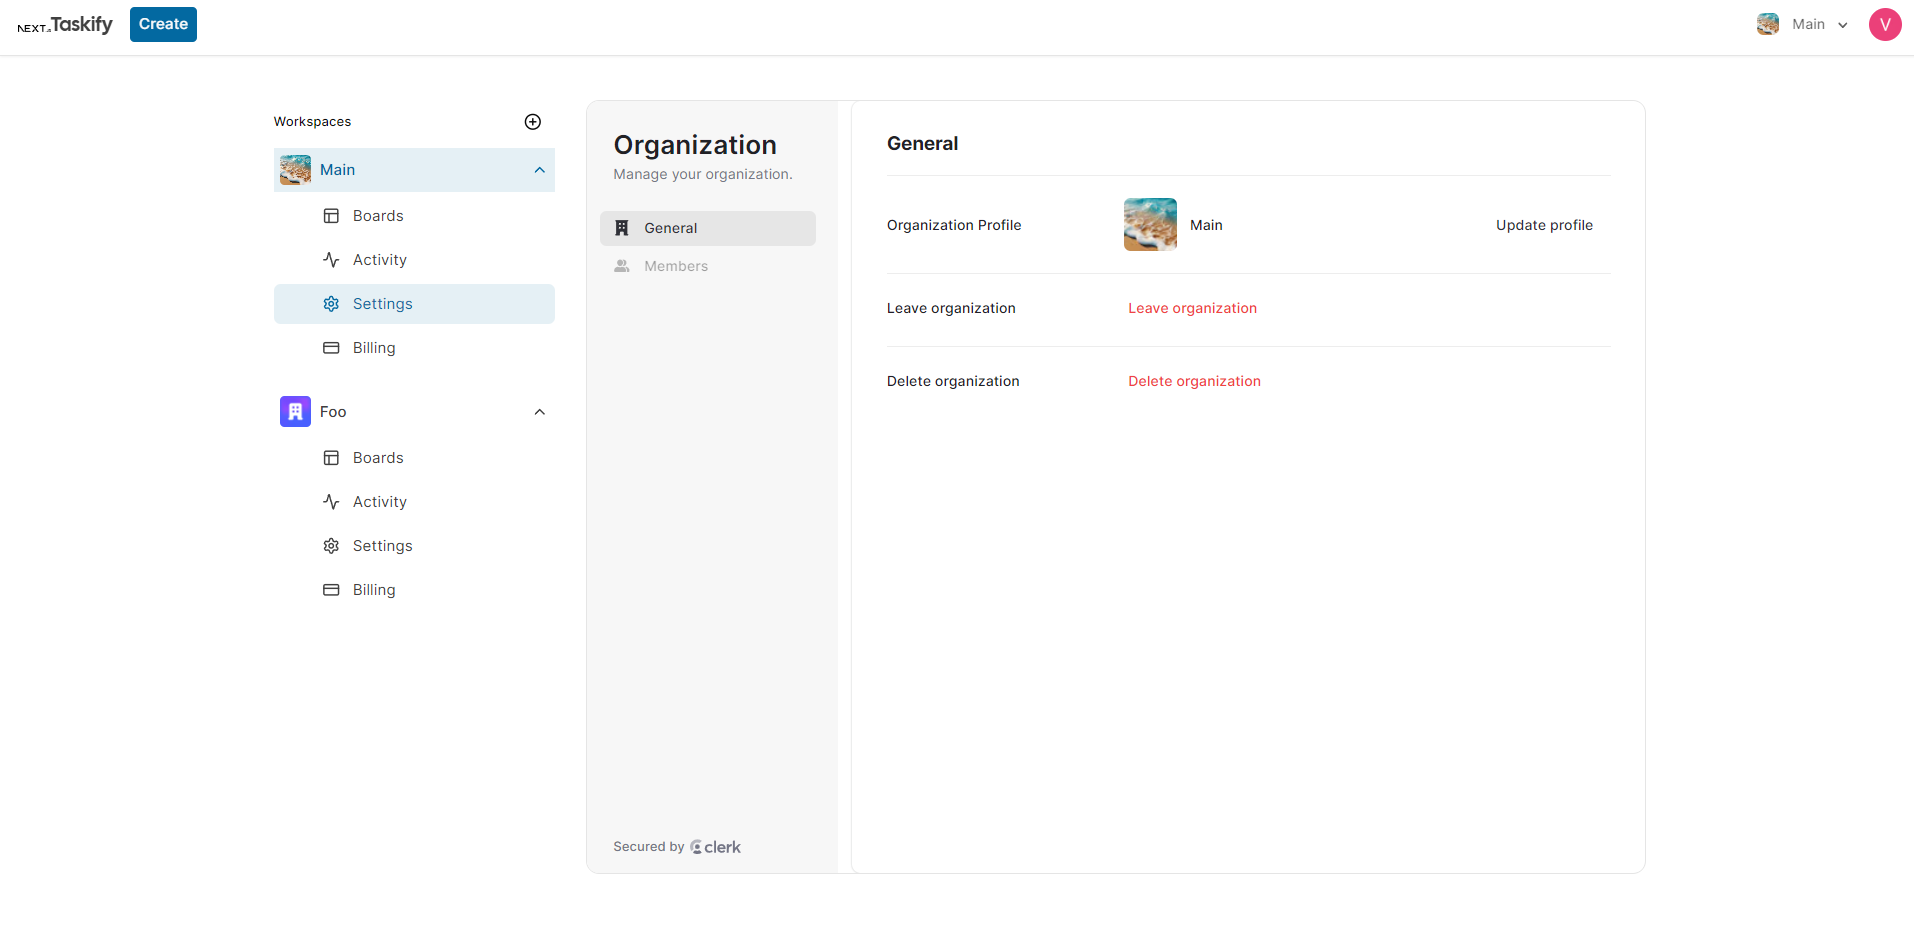 NEXT.JS Taskify
Create
Main
V
Workspaces
Main
Boards
Activity
Settings
Billing
Foo
Boards
Activity
Settings
Billing
Organization
Manage your organization.
General
Members
Secured by clerk
General
Organization Profile Main Update profile
Leave organization Leave organization
Delete organization Delete organization